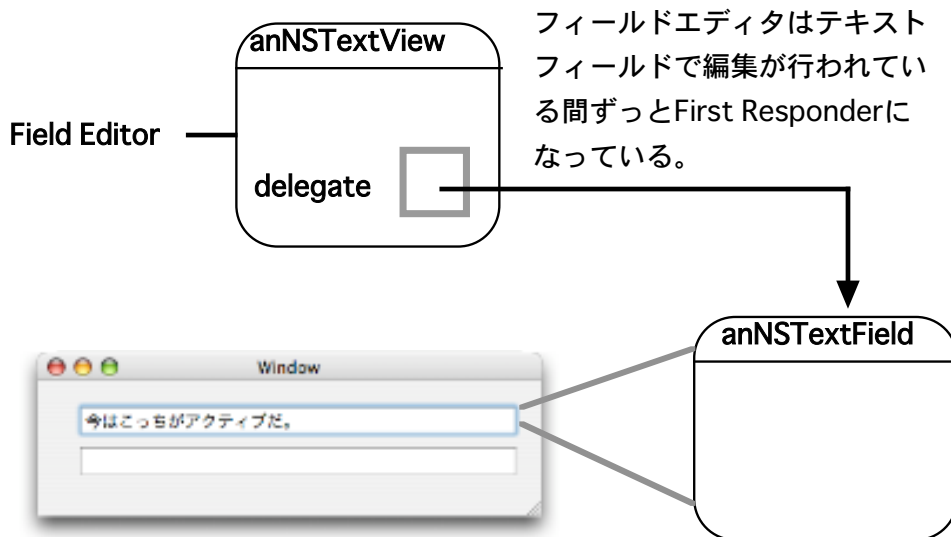 anNSTextView
フィールドエディタはテキスト
フィールドで編集が行われてい
る間ずっとFirst Responderに
なっている。
Field Editor
delegate
anNSTextField
Window
今はこっちがアクティブだ。